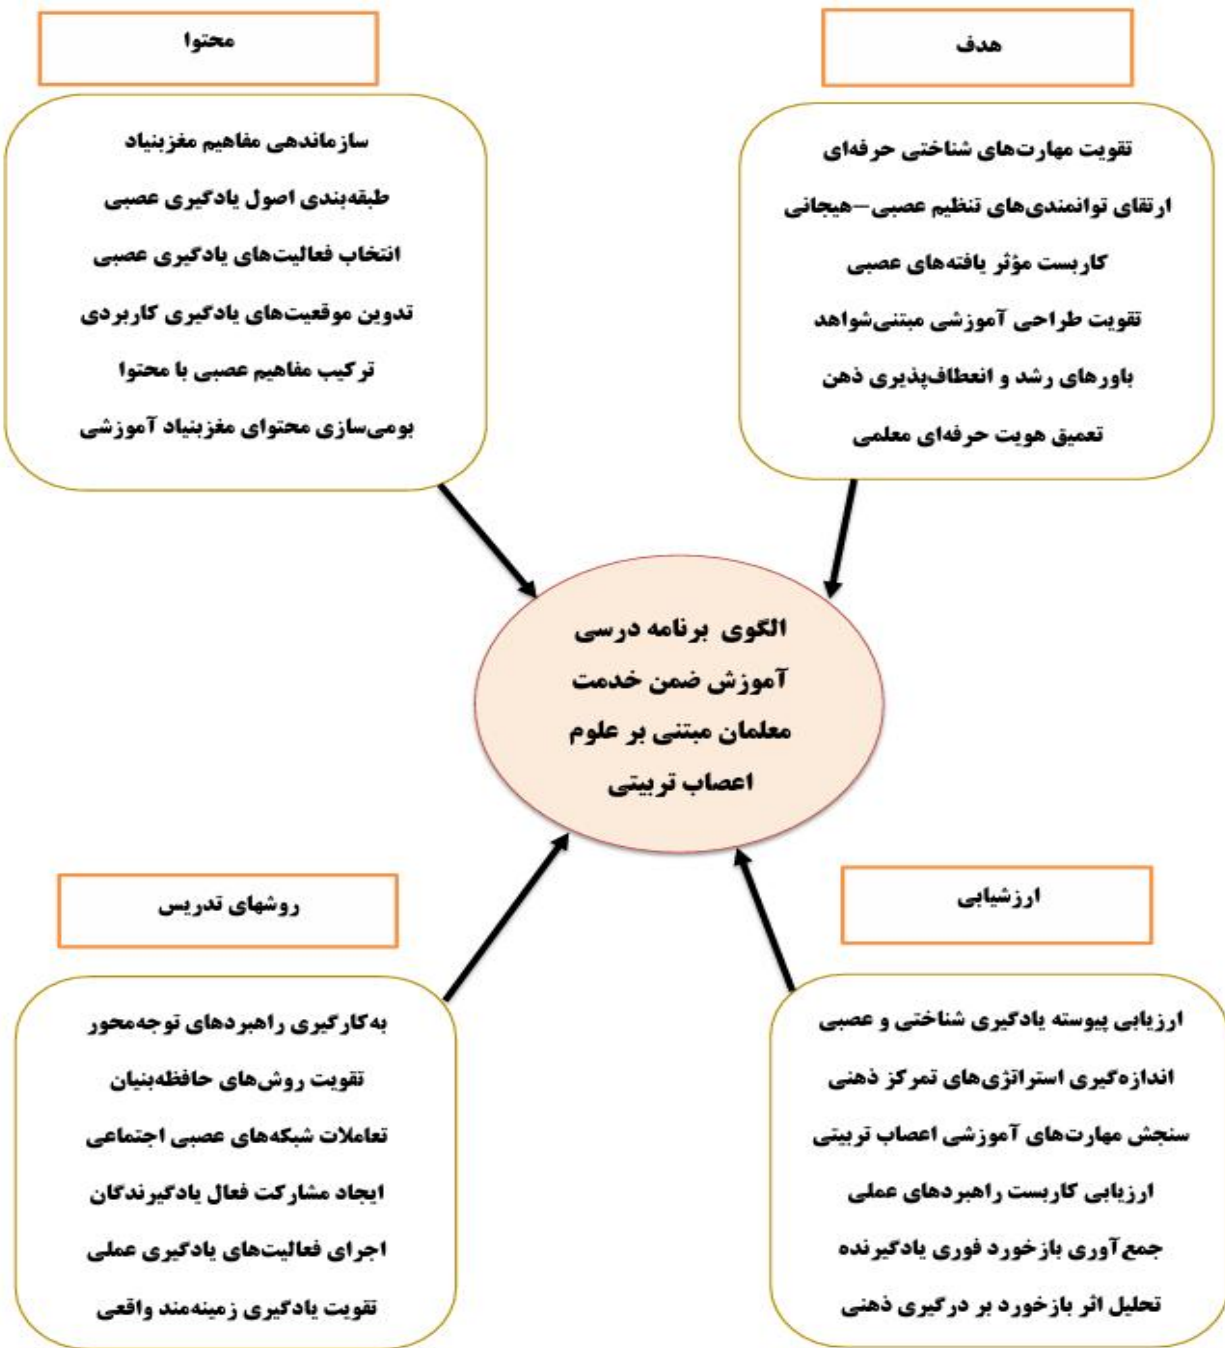 هدف
تقویت مهارت‌های شناختی حرفه‌ای
ارتقای توانمندی‌های تنظیم عصبی–هیجانی
کاربست مؤثر یافته‌های عصبی
تقویت طراحی آموزشی مبتنی‌شواهد
باورهای رشد و انعطاف‌پذیری ذهن
تعمیق هویت حرفه‌ای معلمی
محتوا
سازماندهی مفاهیم مغزبنیاد
طبقه‌بندی اصول یادگیری عصبی
انتخاب فعالیت‌های یادگیری عصبی
تدوین موقعیت‌های یادگیری کاربردی
ترکیب مفاهیم عصبی با محتوا
بومی‌سازی محتوای مغزبنیاد آموزشی
الگوی برنامه درسی
آموزش ضمن خدمت
معلمان مبتنی بر علوم
اعصاب تربیتی
ارزشیابی
ارزیابی پیوسته یادگیری شناختی و عصبی
اندازه‌گیری استراتژی‌های تمرکز ذهنی
سنجش مهارت‌های آموزشی اعصاب تربیتی
ارزیابی کاربست راهبردهای عملی
جمع‌آوری بازخورد فوری یادگیرنده
تحلیل اثر بازخورد بر درگیری ذهنی
روشهای تدریس
به‌کارگیری راهبردهای توجه‌محور
تقویت روش‌های حافظه‌بنیان
تعاملات شبکه‌های عصبی اجتماعی
ایجاد مشارکت فعال یادگیرندگان
اجرای فعالیت‌های یادگیری عملی
تقویت یادگیری زمینه‌مند واقعی